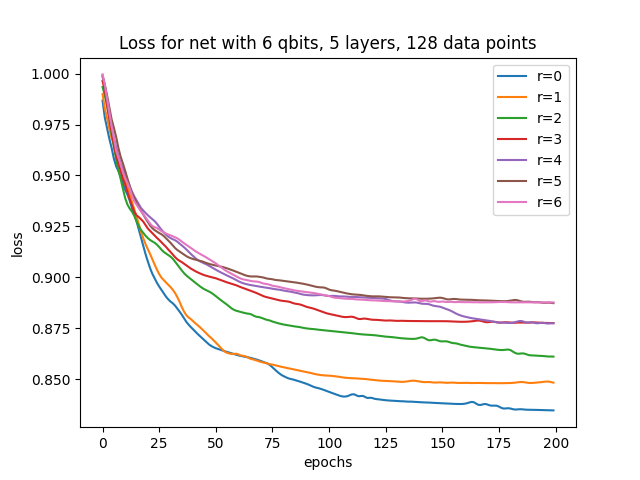 Loss for net with 6 qbits, 5 layers, 128 data points
1.000
0.975
0.950
0.925
0.900
0.875
0.850
loss
r=0
r=1
r=2
r=3
r=4
r=5
r=6
0 25 50 75 100 125 150 175 200
epochs